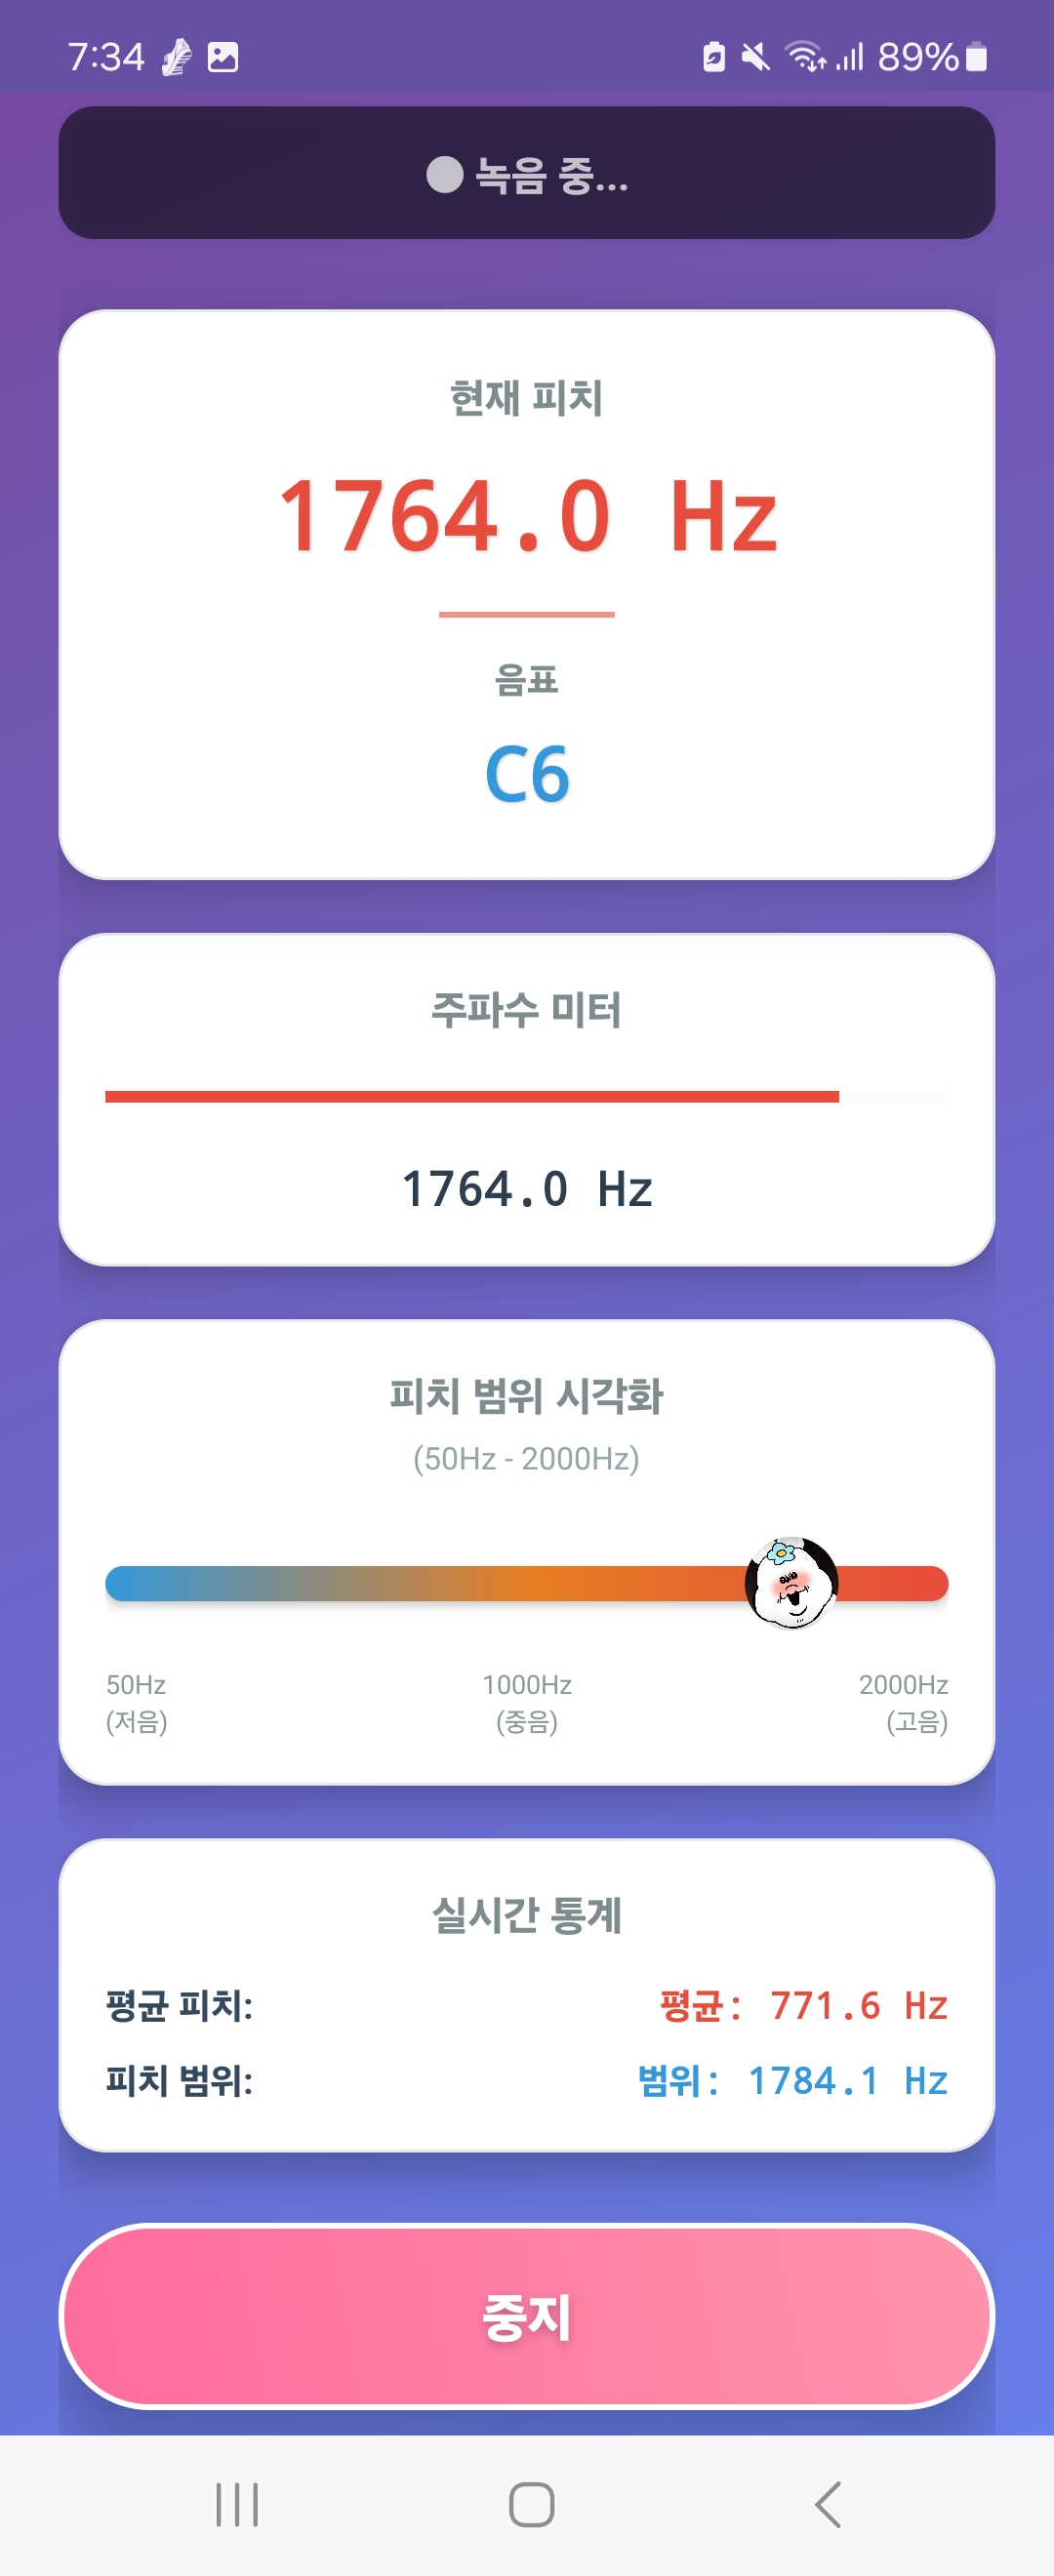 7:34 89%
녹음 중...
현재 피치
1764.0 Hz
음표
C6
주파수 미터
1764.0 Hz
피치 범위 시각화
(50Hz - 2000Hz)
50Hz 1000Hz 2000Hz
(저음) (중음) (고음)
실시간 통계
평균 피치: 평균: 771.6 Hz
피치 범위: 범위: 1784.1 Hz
중지